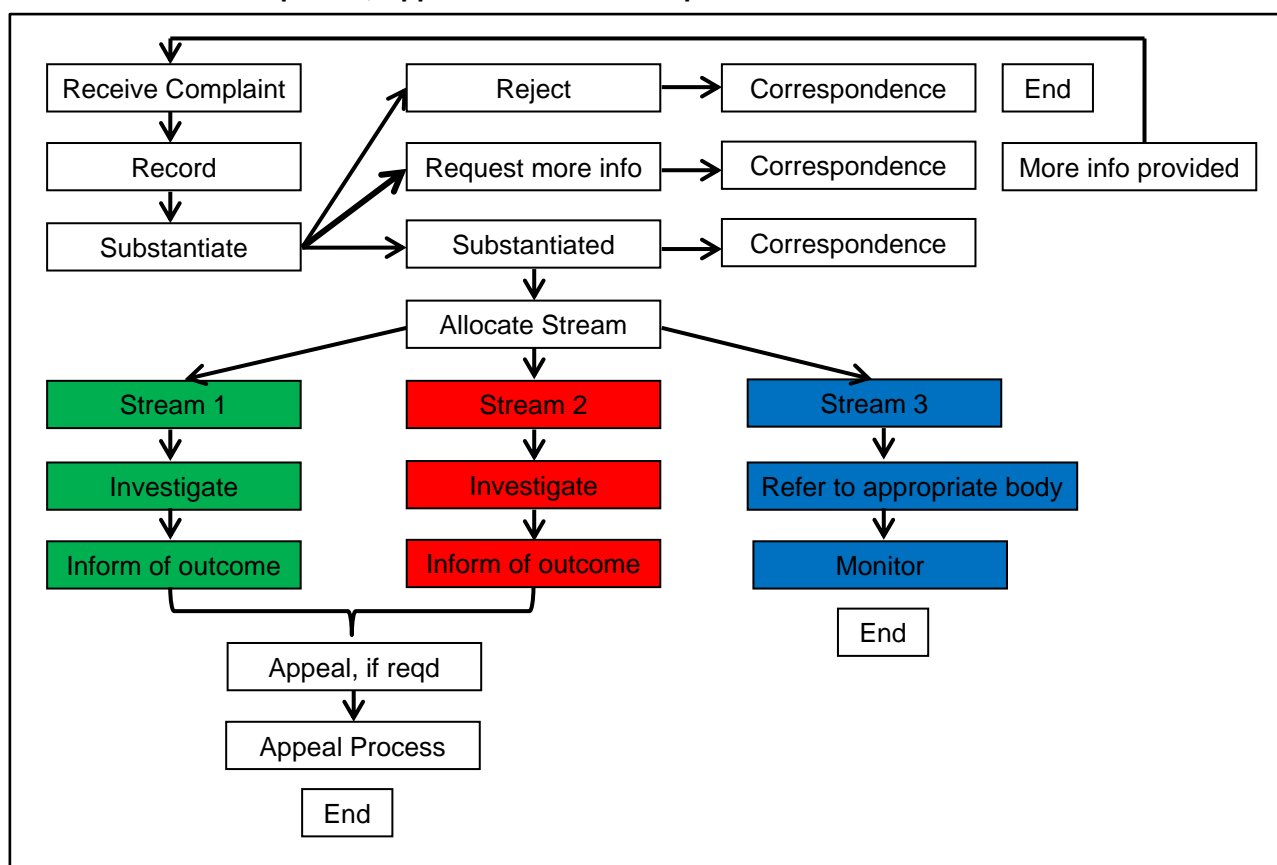 Receive Complaint
Reject
Correspondence
End
Record
Request more info
Correspondence
More info provided
Substantiate
Substantiated
Correspondence
Allocate Stream
Stream 1
Stream 2
Stream 3
Investigate
Investigate
Refer to appropriate body
Inform of outcome
Inform of outcome
Monitor
End
Appeal, if reqd
Appeal Process
End